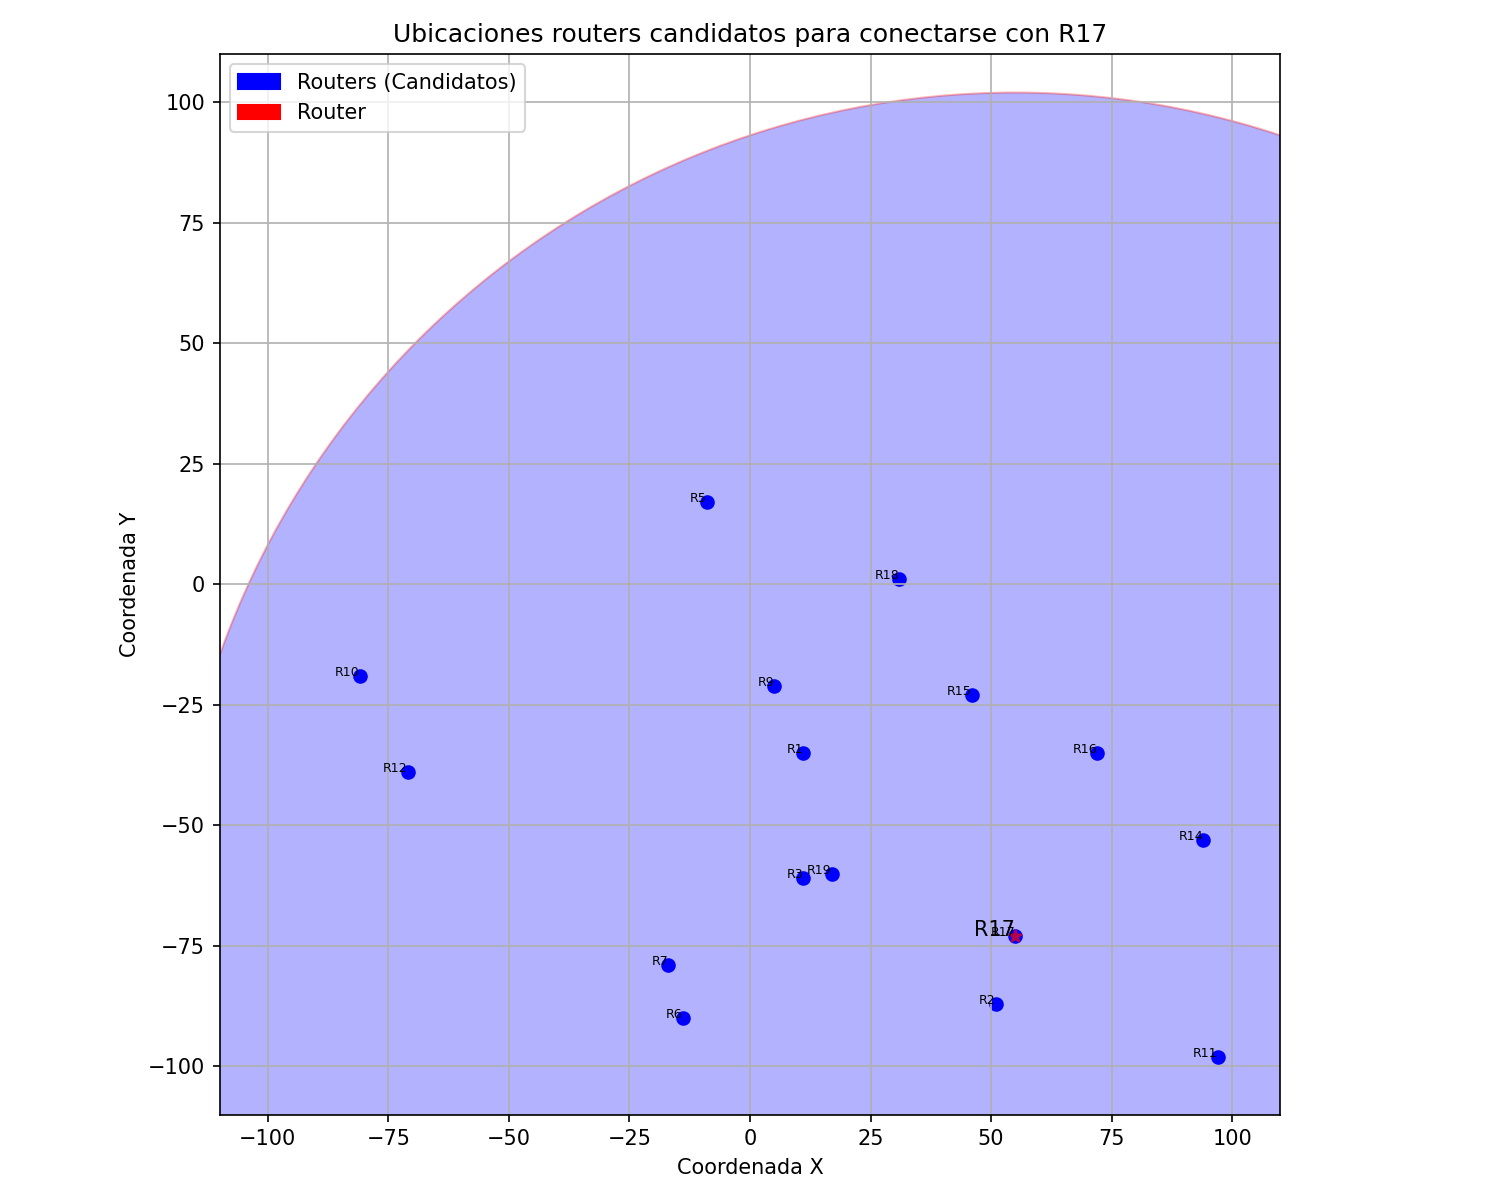 Ubicaciones routers candidatos para conectarse con R17
Routers (Candidatos)
Router
100
75
50
25
0
−25
−50
−75
−100
Coordenada Y
R5
R18
R10
R9
R15
R1
R16
R12
R14
R3
R19
R17
R17
R7
R2
R6
R11
−100
−75
−50
−25
0
25
50
75
100
Coordenada X